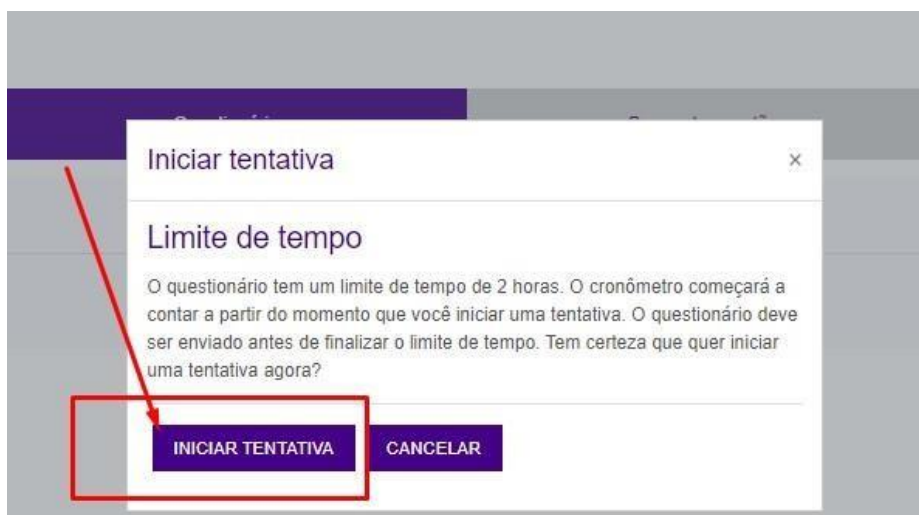 Iniciar tentativa ×
Limite de tempo
O questionário tem um limite de tempo de 2 horas. O cronômetro começará a
contar a partir do momento que você iniciar uma tentativa. O questionário deve
ser enviado antes de finalizar o limite de tempo. Tem certeza que quer iniciar
uma tentativa agora?
INICIAR TENTATIVA CANCELAR